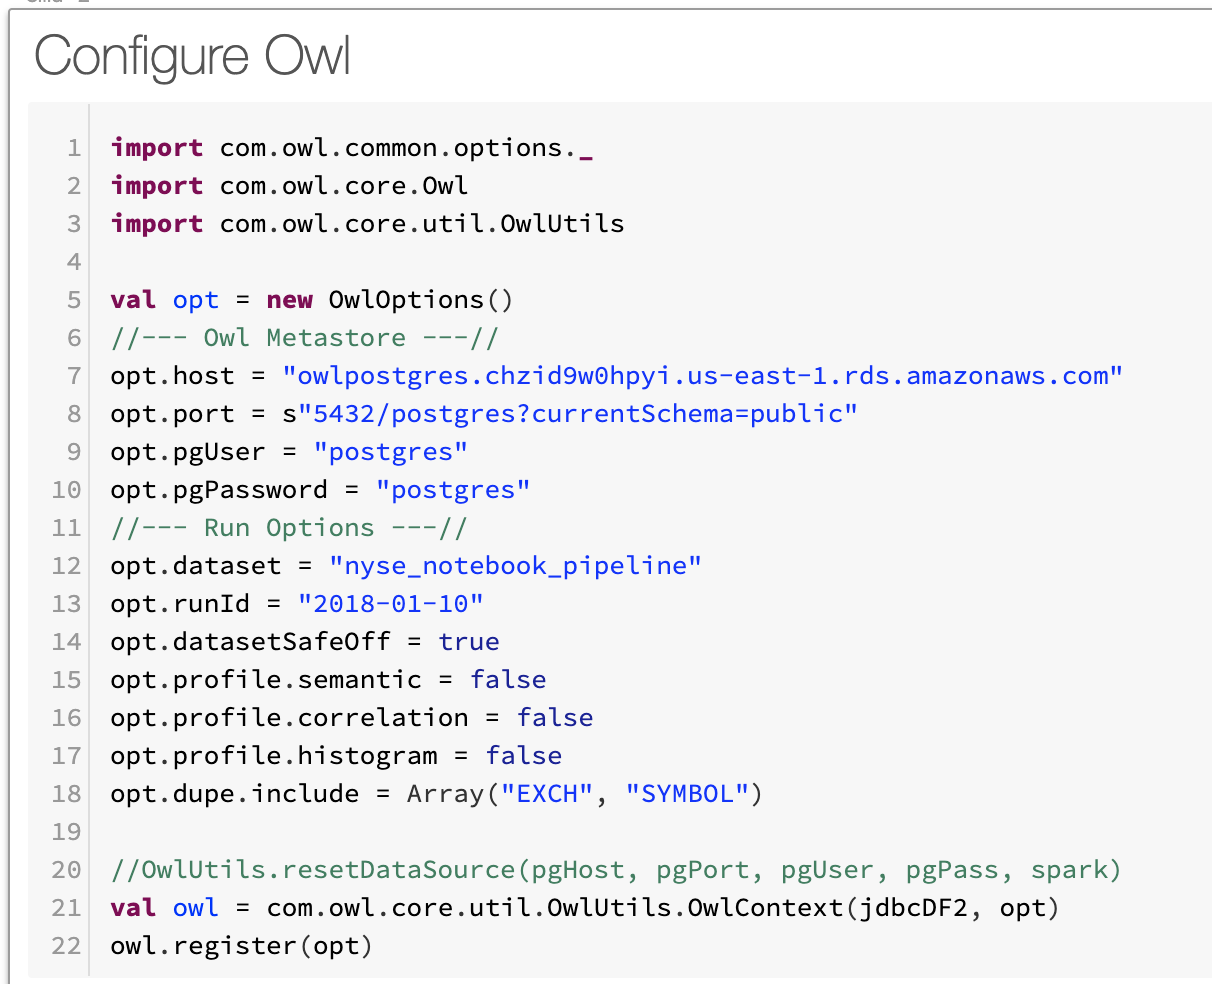 Configure Owl
1 import com.owl.common.options._
2 import com.owl.core.Owl
3 import com.owl.core.util.OwlUtils
4
5 val opt = new OwlOptions()
6 //--- Owl Metastore ---//
7 opt.host = "owlpostgres.chzid9w0hpyi.us-east-1.rds.amazonaws.com"
8 opt.port = s"5432/postgres?currentSchema=public"
9 opt.pgUser = "postgres"
10 opt.pgPassword = "postgres"
11 //--- Run Options ---//
12 opt.dataset = "nyse_notebook_pipeline"
13 opt.runId = "2018-01-10"
14 opt.datasetSafeOff = true
15 opt.profile.semantic = false
16 opt.profile.correlation = false
17 opt.profile.histogram = false
18 opt.dupe.include = Array("EXCH", "SYMBOL")
19
20 //OwlUtils.resetDataSource(pgHost, pgPort, pgUser, pgPass, spark)
21 val owl = com.owl.core.util.OwlUtils.OwlContext(jdbcDF2, opt)
22 owl.register(opt)